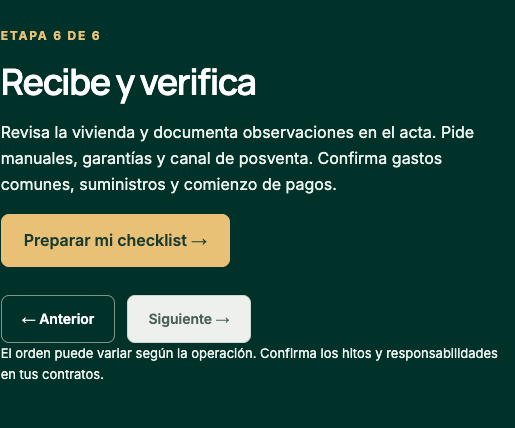 ETAPA 6 DE 6
Recibe y verifica
Revisa la vivienda y documenta observaciones en el acta. Pide
manuales, garantías y canal de posventa. Confirma gastos
comunes, suministros y comienzo de pagos.
Preparar mi checklist →
← Anterior Siguiente →
El orden puede variar según la operación. Confirma los hitos y responsabilidades
en tus contratos.